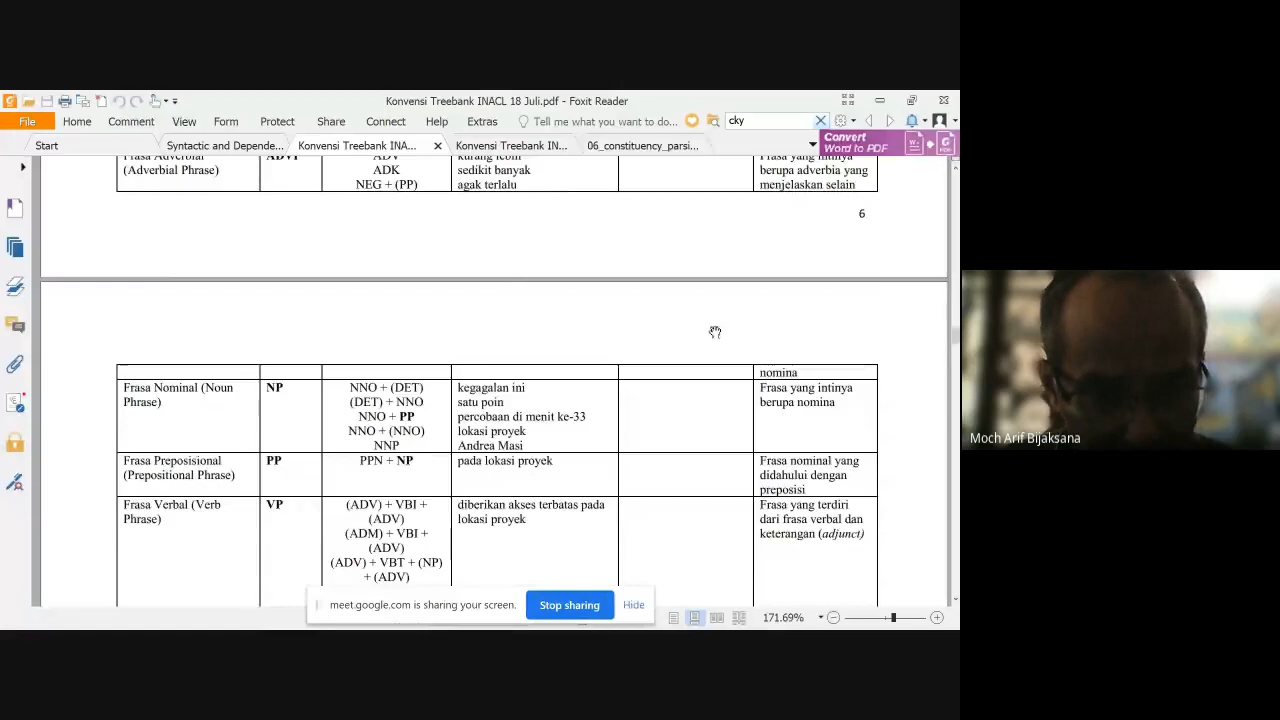 Konvensi Treebank INACL 18 Juli.pdf - Foxit Reader
File Home Comment View Form Protect Share Connect Help Extras Tell me what you want to do... cky
Start Syntactic and Depende... Konvensi Treebank INA... Konvensi Treebank IN... 06_constituency_parsi... Convert Word to PDF
Frasa Adverbial ADVP ADV kurang lebih Frasa yang intinya
(Adverbial Phrase) ADK sedikit banyak berupa adverbia yang
NEG + (PP) agak terlalu menjelaskan selain
6
nomina
Frasa Nominal (Noun NP NNO + (DET) kegagalan ini Frasa yang intinya
Phrase) (DET) + NNO satu poin berupa nomina
NNO + PP percobaan di menit ke-33
NNO + (NNO) lokasi proyek
NNP Andrea Masi
Frasa Preposisional PP PPN + NP pada lokasi proyek Frasa nominal yang
(Prepositional Phrase) didahului dengan
preposisi
Frasa Verbal (Verb VP (ADV) + VBI + diberikan akses terbatas pada Frasa yang terdiri
Phrase) (ADV) lokasi proyek dari frasa verbal dan
(ADM) + VBI + keterangan (adjunct)
(ADV)
(ADV) + VBT + (NP)
+ (ADV)
meet.google.com is sharing your screen. Stop sharing Hide
171.69%
Moch Arif Bijaksana